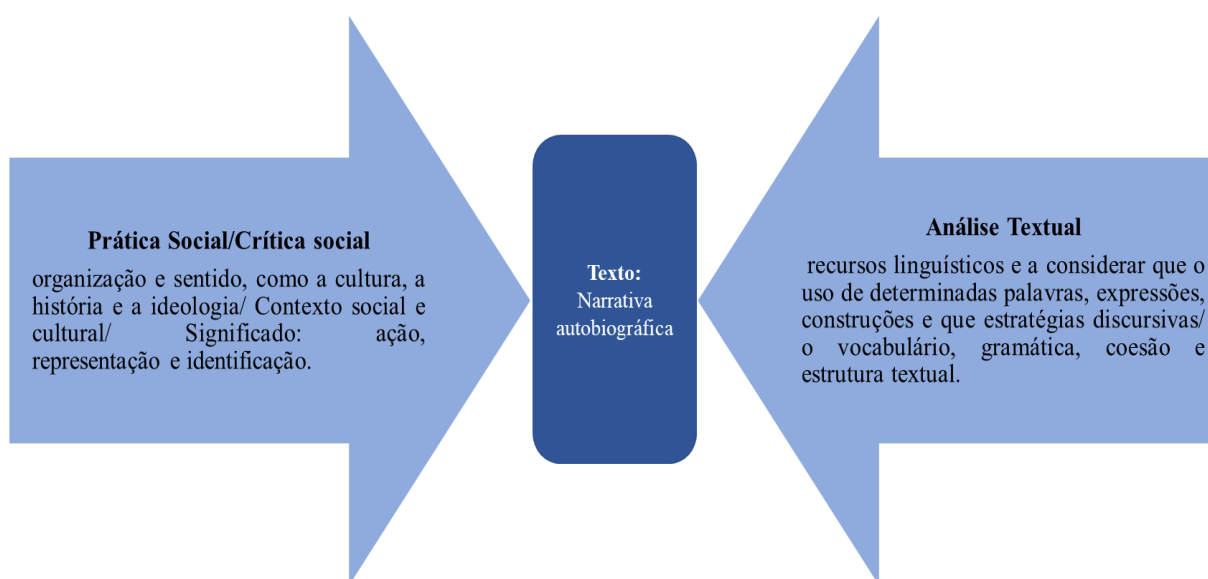 Prática Social/Crítica social
organização e sentido, como a cultura, a
história e a ideologia/ Contexto social e
cultural/ Significado: ação,
representação e identificação.
Texto:
Narrativa
autobiográfica
Análise Textual
recursos linguísticos e a considerar que o
uso de determinadas palavras, expressões,
construções e que estratégias discursivas/
o vocabulário, gramática, coesão e
estrutura textual.